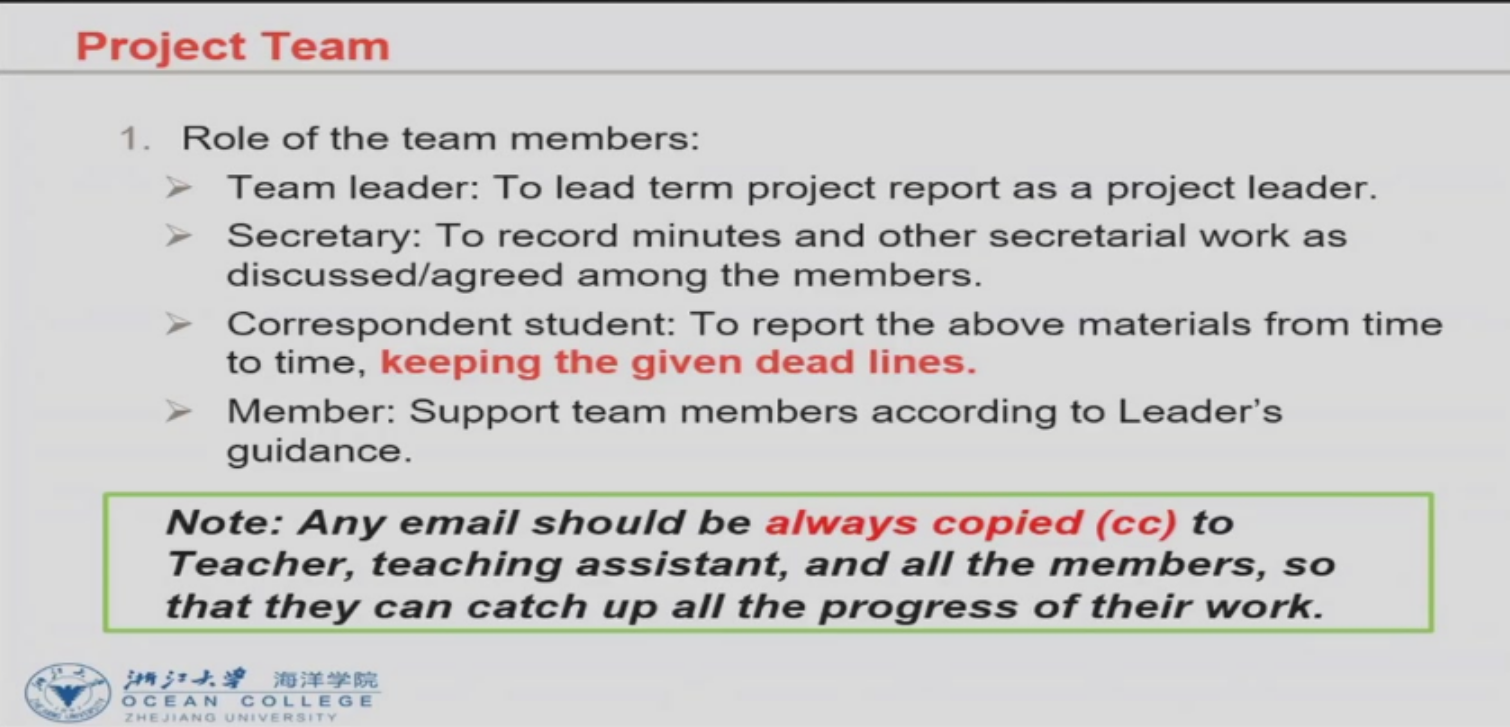 Project Team
1. Role of the team members:
➢ Team leader: To lead term project report as a project leader.
➢ Secretary: To record minutes and other secretarial work as
discussed/agreed among the members.
➢ Correspondent student: To report the above materials from time
to time, keeping the given dead lines.
➢ Member: Support team members according to Leader’s
guidance.
Note: Any email should be always copied (cc) to
Teacher, teaching assistant, and all the members, so
that they can catch up all the progress of their work.
浙江大学 海洋学院
OCEAN COLLEGE
ZHEJIANG UNIVERSITY